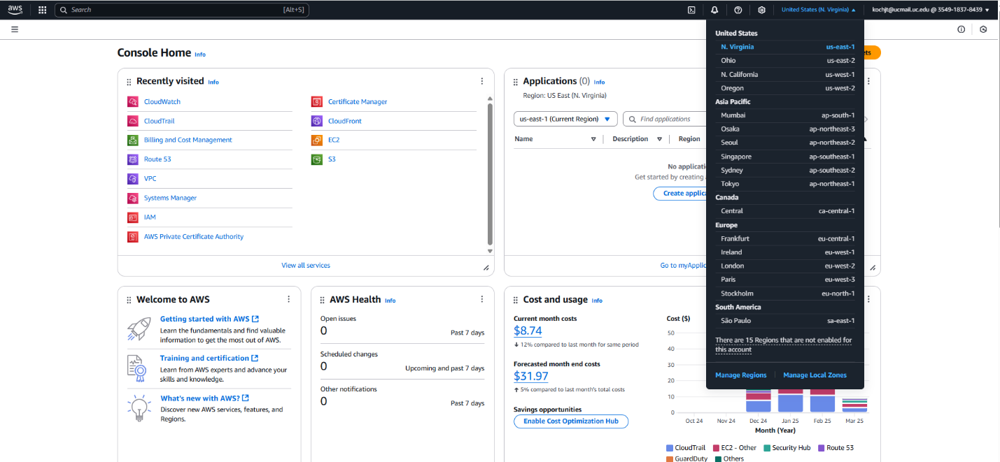 aws
Search [Alt+S]
United States (N. Virginia) ▲
kochjt@ucmail.uc.edu @ 3549-1837-8439 ▼
Console Home Info
ets
Recently visited Info
CloudWatch
CloudTrail
Billing and Cost Management
Route 53
VPC
Systems Manager
IAM
AWS Private Certificate Authority
Certificate Manager
CloudFront
EC2
S3
View all services
Applications (0) Info
Region: US East (N. Virginia)
us-east-1 (Current Region)
Find applications
Name Description Region
No applicati
Get started by creating a
Create applica
Go to myApplic
United States
N. Virginia us-east-1
Ohio us-east-2
N. California us-west-1
Oregon us-west-2
Asia Pacific
Mumbai ap-south-1
Osaka ap-northeast-3
Seoul ap-northeast-2
Singapore ap-southeast-1
Sydney ap-southeast-2
Tokyo ap-northeast-1
Canada
Central ca-central-1
Europe
Frankfurt eu-central-1
Ireland eu-west-1
London eu-west-2
Paris eu-west-3
Stockholm eu-north-1
South America
São Paulo sa-east-1
There are 15 Regions that are not enabled for
this account
Manage Regions Manage Local Zones
Welcome to AWS
Getting started with AWS
Learn the fundamentals and find valuable
information to get the most out of AWS.
Training and certification
Learn from AWS experts and advance your
skills and knowledge.
What's new with AWS?
Discover new AWS services, features, and
Regions.
AWS Health Info
Open issues
0 Past 7 days
Scheduled changes
0 Upcoming and past 7 days
Other notifications
0 Past 7 days
Cost and usage Info
Current month costs
$8.74
↓ 12% compared to last month for same period
Forecasted month end costs
$31.97
↑ 5% compared to last month's total costs
Savings opportunities
Enable Cost Optimization Hub
Cost ($)
50
40
30
20
10
0
Oct 24 Nov 24 Dec 24 Jan 25 Feb 25 Mar 25
Month (Year)
CloudTrail EC2 - Other Security Hub Route 53
GuardDuty Others